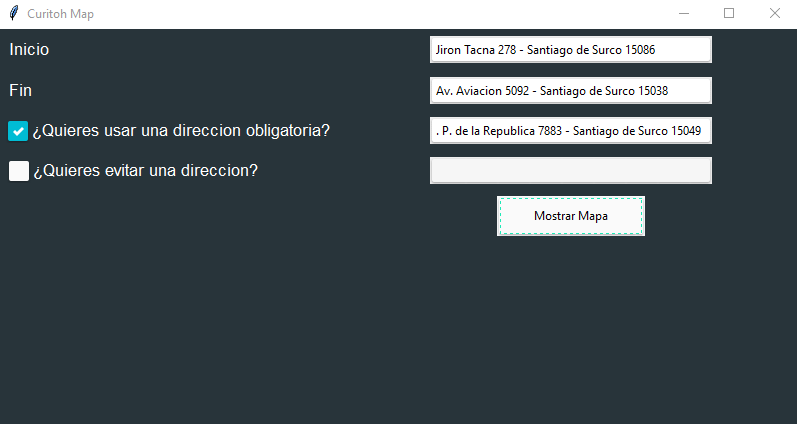 Curitoh Map
Inicio
Jiron Tacna 278 - Santiago de Surco 15086
Fin
Av. Aviacion 5092 - Santiago de Surco 15038
¿Quieres usar una direccion obligatoria?
. P. de la Republica 7883 - Santiago de Surco 15049
¿Quieres evitar una direccion?
Mostrar Mapa